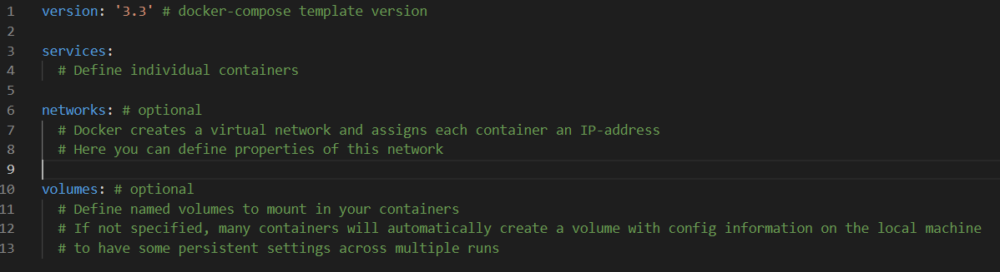 1 version: '3.3' # docker-compose template version
2
3 services:
4 # Define individual containers
5
6 networks: # optional
7 # Docker creates a virtual network and assigns each container an IP-address
8 # Here you can define properties of this network
9
10 volumes: # optional
11 # Define named volumes to mount in your containers
12 # If not specified, many containers will automatically create a volume with config information on the local machine
13 # to have some persistent settings across multiple runs